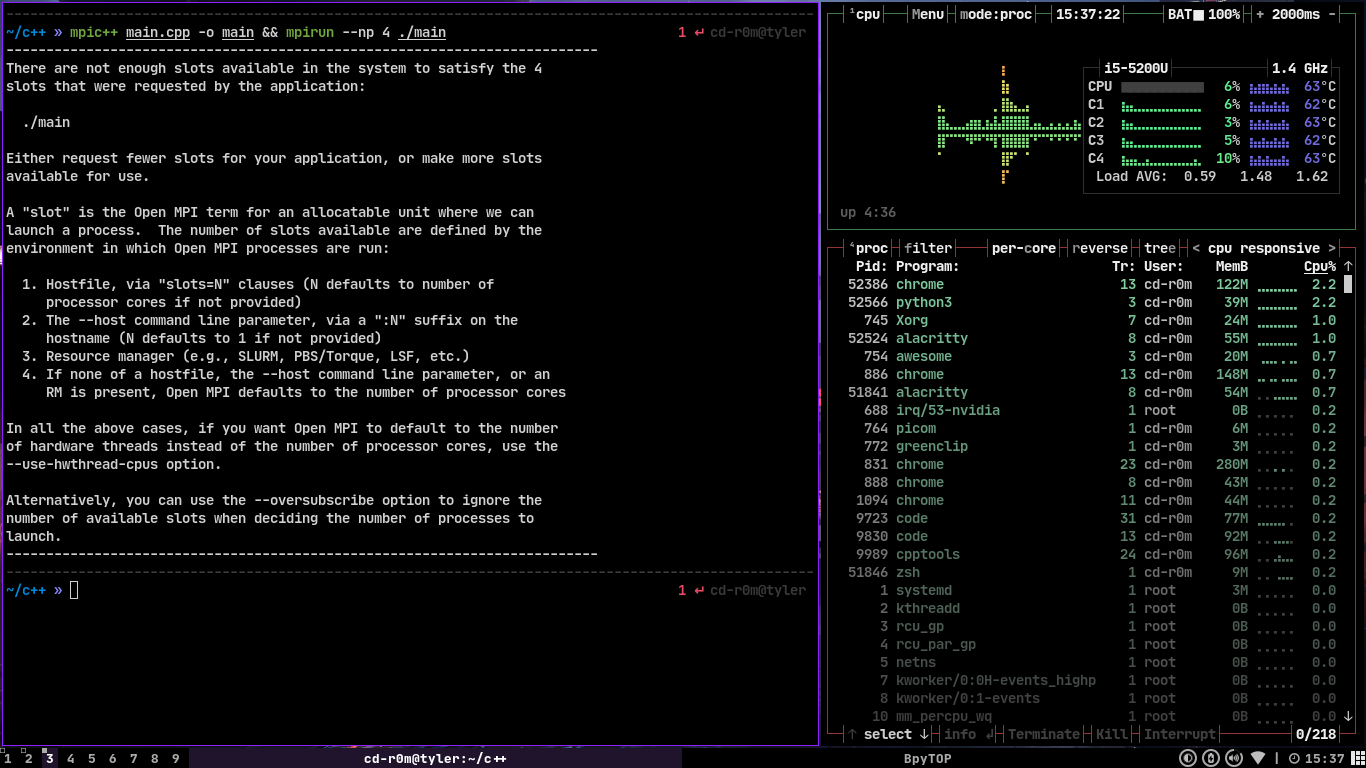 ~/c++ » mpic++ main.cpp -o main && mpirun --np 4 ./main 1 ↵ cd-r0m@tyler
There are not enough slots available in the system to satisfy the 4
slots that were requested by the application:
./main
Either request fewer slots for your application, or make more slots
available for use.
A "slot" is the Open MPI term for an allocatable unit where we can
launch a process.  The number of slots available are defined by the
environment in which Open MPI processes are run:
1. Hostfile, via "slots=N" clauses (N defaults to number of
processor cores if not provided)
2. The --host command line parameter, via a ":N" suffix on the
hostname (N defaults to 1 if not provided)
3. Resource manager (e.g., SLURM, PBS/Torque, LSF, etc.)
4. If none of a hostfile, the --host command line parameter, or an
RM is present, Open MPI defaults to the number of processor cores
In all the above cases, if you want Open MPI to default to the number
of hardware threads instead of the number of processor cores, use the
--use-hwthread-cpus option.
Alternatively, you can use the --oversubscribe option to ignore the
number of available slots when deciding the number of processes to
launch.
~/c++ » 1 ↵ cd-r0m@tyler
¹cpu Menu mode:proc 15:37:22 BAT■ 100% + 2000ms -
i5-5200U 1.4 GHz
CPU 6% 63°C
C1 6% 62°C
C2 3% 63°C
C3 5% 62°C
C4 10% 63°C
Load AVG: 0.59 1.48 1.62
up 4:36
⁴proc filter per-core reverse tree < cpu responsive >
Pid: Program: Tr: User: MemB Cpu% ↑
52386 chrome 13 cd-r0m 122M 2.2
52566 python3 3 cd-r0m 39M 2.2
745 Xorg 7 cd-r0m 24M 1.0
52524 alacritty 8 cd-r0m 55M 1.0
754 awesome 3 cd-r0m 20M 0.7
886 chrome 13 cd-r0m 148M 0.7
51841 alacritty 8 cd-r0m 54M 0.7
688 irq/53-nvidia 1 root 0B 0.2
764 picom 1 cd-r0m 6M 0.2
772 greenclip 1 cd-r0m 3M 0.2
831 chrome 23 cd-r0m 280M 0.2
888 chrome 8 cd-r0m 43M 0.2
1094 chrome 11 cd-r0m 44M 0.2
9723 code 31 cd-r0m 77M 0.2
9830 code 13 cd-r0m 92M 0.2
9989 cpptools 24 cd-r0m 96M 0.2
51846 zsh 1 cd-r0m 9M 0.2
1 systemd 1 root 3M 0.0
2 kthreadd 1 root 0B 0.0
3 rcu_gp 1 root 0B 0.0
4 rcu_par_gp 1 root 0B 0.0
5 netns 1 root 0B 0.0
7 kworker/0:0H-events_highp 1 root 0B 0.0
8 kworker/0:1-events 1 root 0B 0.0
10 mm_percpu_wq 1 root 0B 0.0 ↓
↑ select ↓ info ↲ Terminate Kill Interrupt 0/218
1 2 3 4 5 6 7 8 9 cd-r0m@tyler:~/c++ BpyTOP 15:37